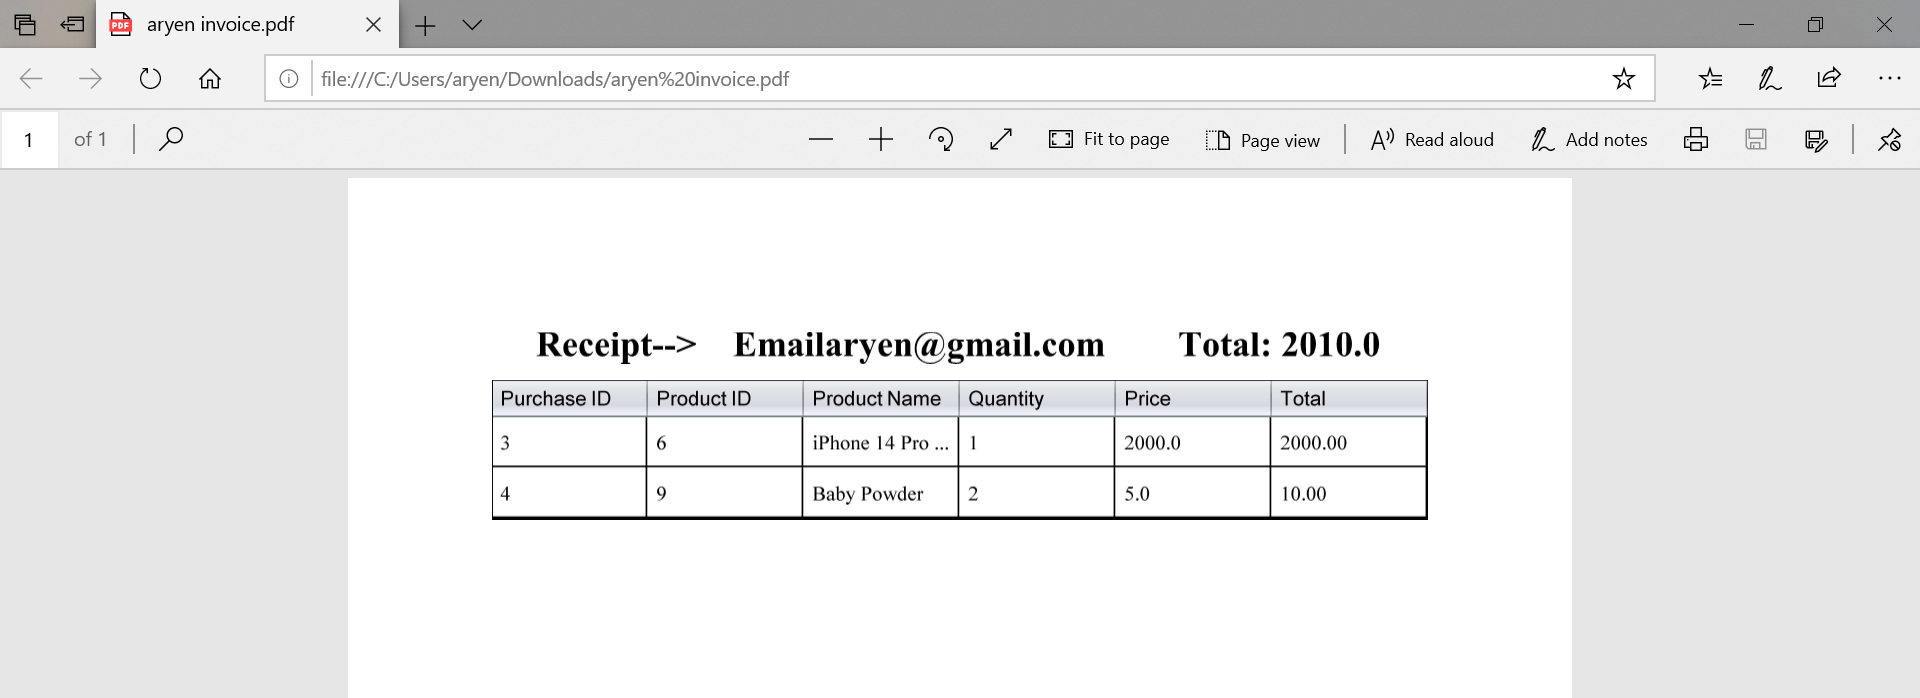 aryen invoice.pdf
file:///C:/Users/aryen/Downloads/aryen%20invoice.pdf
1 of 1 Fit to page Page view Read aloud Add notes
Receipt--> Emailaryen@gmail.com Total: 2010.0
Purchase ID Product ID Product Name Quantity Price Total
3 6 iPhone 14 Pro ... 1 2000.0 2000.00
4 9 Baby Powder 2 5.0 10.00